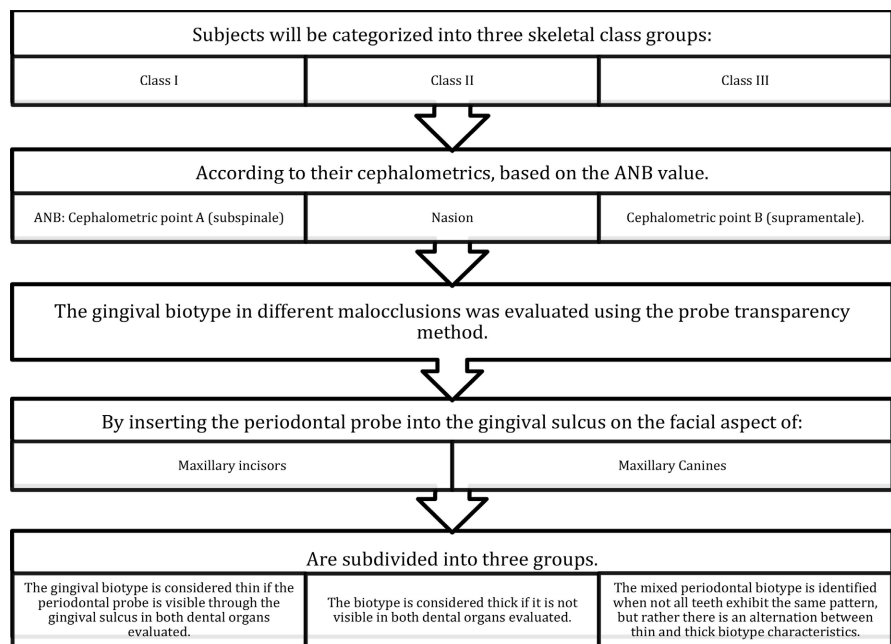 Subjects will be categorized into three skeletal class groups:
Class I
Class II
Class III
According to their cephalometrics, based on the ANB value.
ANB: Cephalometric point A (subspinale)
Nasion
Cephalometric point B (supramentale).
The gingival biotype in different malocclusions was evaluated using the probe transparency
method.
By inserting the periodontal probe into the gingival sulcus on the facial aspect of:
Maxillary incisors
Maxillary Canines
Are subdivided into three groups.
The gingival biotype is considered thin if the
periodontal probe is visible through the
gingival sulcus in both dental organs
evaluated.
The biotype is considered thick if it is not
visible in both dental organs evaluated.
The mixed periodontal biotype is identified
when not all teeth exhibit the same pattern,
but rather there is an alternation between
thin and thick biotype characteristics.